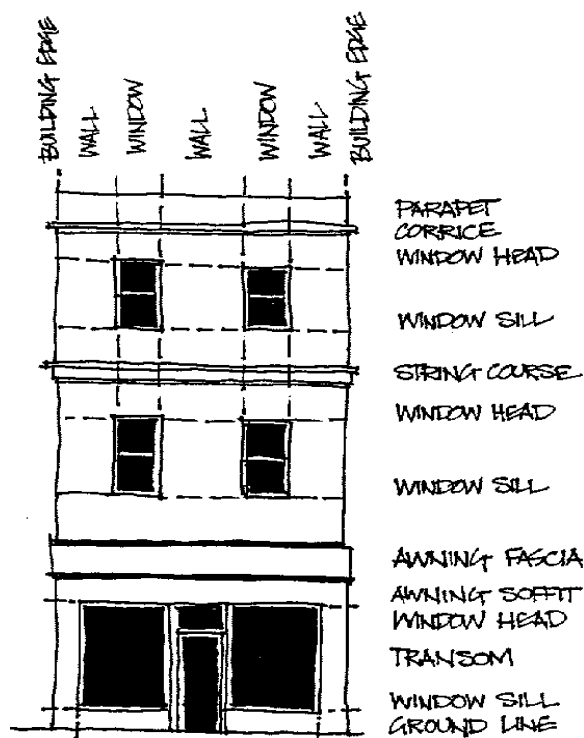 BUILDING EDGE
WALL
WINDOW
WALL
WINDOW
WALL
BUILDING EDGE
PARAPET
CORRICE
WINDOW HEAD
WINDOW SILL
STRING COURSE
WINDOW HEAD
WINDOW SILL
AWNING FASCIA
AWNING SOFFIT
WINDOW HEAD
TRANSOM
WINDOW SILL
GROUND LINE